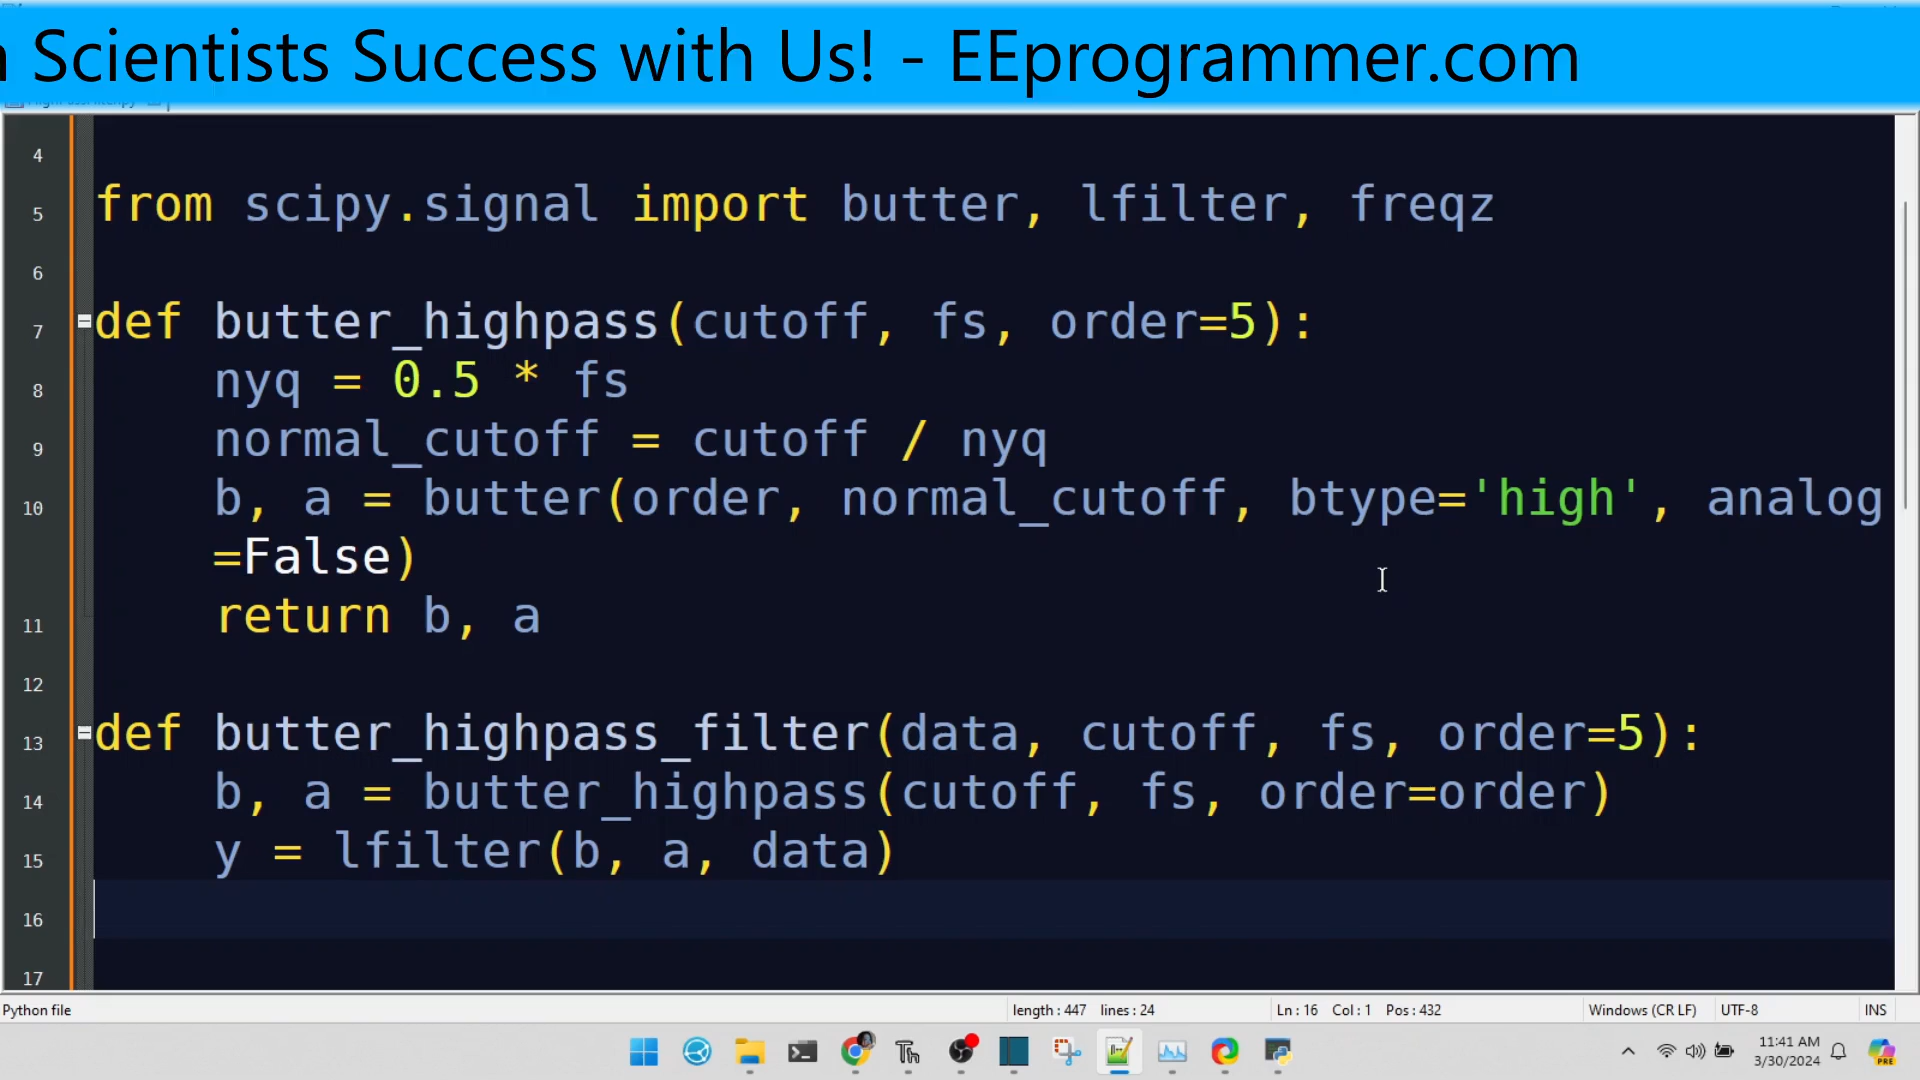 Scientists Success with Us! - EEprogrammer.com
4
5 from scipy.signal import butter, lfilter, freqz
6
7 def butter_highpass(cutoff, fs, order=5):
8 nyq = 0.5 * fs
9 normal_cutoff = cutoff / nyq
10 b, a = butter(order, normal_cutoff, btype='high', analog
=False)
11 return b, a
12
13 def butter_highpass_filter(data, cutoff, fs, order=5):
14 b, a = butter_highpass(cutoff, fs, order=order)
15 y = lfilter(b, a, data)
16
17
Python file length : 447 lines : 24 Ln : 16 Col : 1 Pos : 432 Windows (CR LF) UTF-8 INS
11:41 AM
3/30/2024
PRE